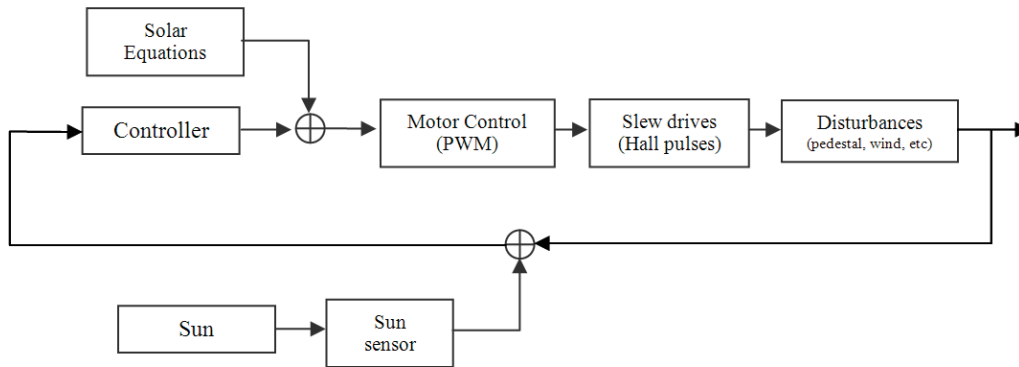 Solar
Equations
Controller
Motor Control
(PWM)
Slew drives
(Hall pulses)
Disturbances
(pedestal, wind, etc)
Sun
Sun
sensor